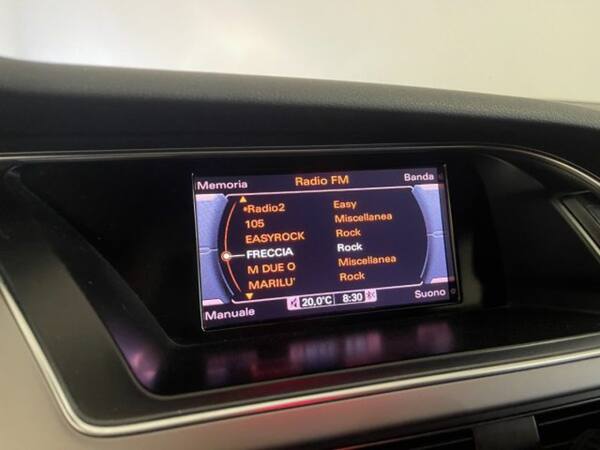 Memoria Radio FM Banda
•Radio2 Easy
105 Miscellanea
EASYROCK Rock
FRECCIA Rock
M DUE O Miscellanea
MARILU' Rock
20,0°C 8:30
Manuale Suono